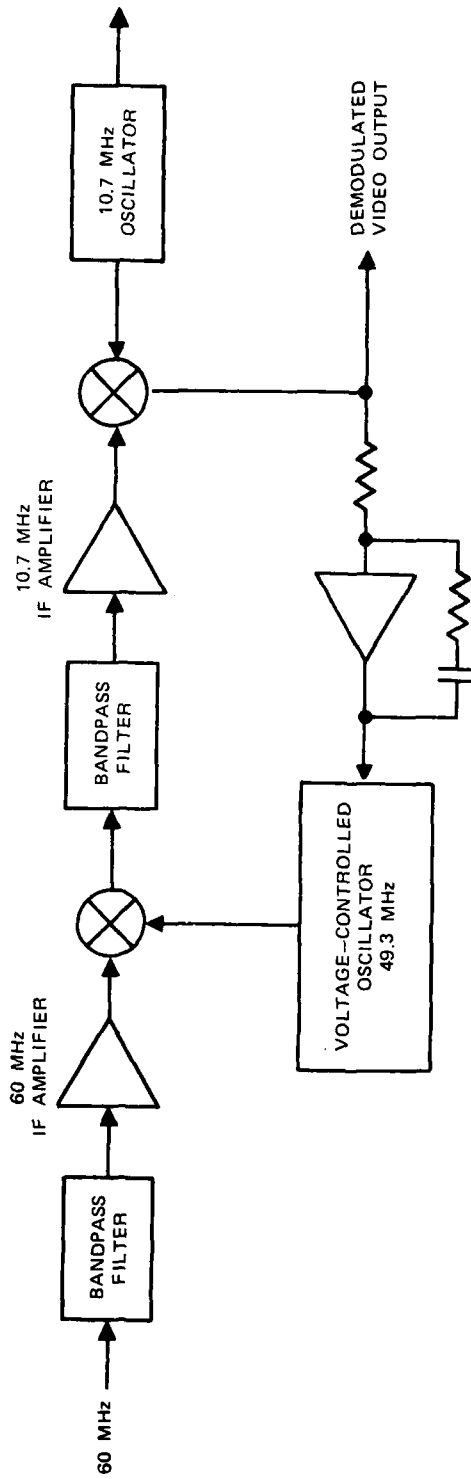 60 MHz
BANDPASS
FILTER
60 MHz
IF AMPLIFIER
BANDPASS
FILTER
10.7 MHz
IF AMPLIFIER
10.7 MHz
OSCILLATOR
VOLTAGE-CONTROLLED
OSCILLATOR
49.3 MHz
DEMODULATED
VIDEO OUTPUT